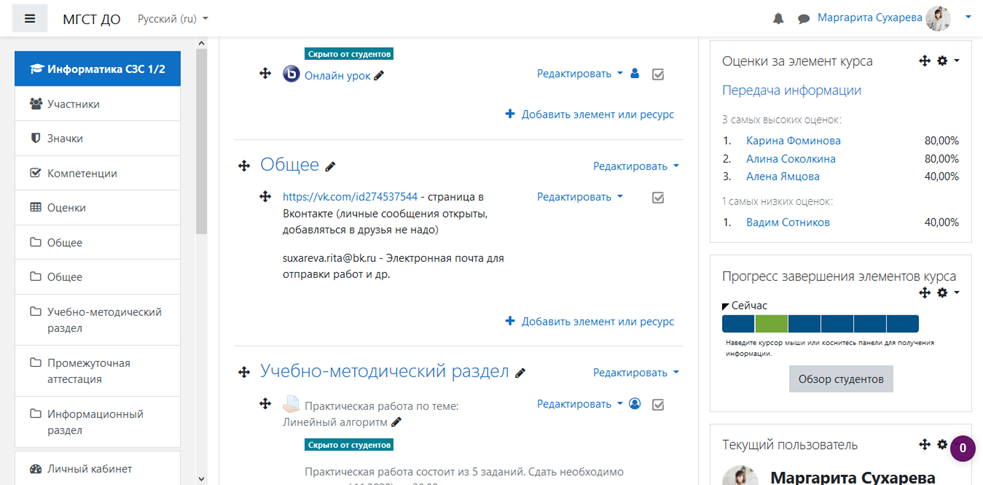 МГСТ ДО
Русский (ru)
Маргарита Сухарева
Информатика СЗС 1/2
Участники
Значки
Компетенции
Оценки
Общее
Общее
Учебно-методический
раздел
Промежуточная
аттестация
Информационный
раздел
Личный кабинет
Скрыто от студентов
Онлайн урок
Редактировать
Добавить элемент или ресурс
Общее
Редактировать
https://vk.com/id274537544 - страница в
Редактировать
Вконтакте (личные сообщения открыты,
добавляться в друзья не надо)
suxareva.rita@bk.ru - Электронная почта для
отправки работ и др.
Добавить элемент или ресурс
Учебно-методический раздел
Редактировать
Практическая работа по теме:
Редактировать
Линейный алгоритм
Скрыто от студентов
Практическая работа состоит из 5 заданий. Сдать необходимо
Оценки за элемент курса
Передача информации
3 самых высоких оценок:
1. Карина Фоминова 80,00%
2. Алина Соколкина 80,00%
3. Алена Ямцова 40,00%
1 самых низких оценок:
1. Вадим Сотников 40,00%
Прогресс завершения элементов курса
Сейчас
Наведите курсор мыши или коснитесь панели для получения
информации.
Обзор студентов
Текущий пользователь
0
Маргарита Сухарева